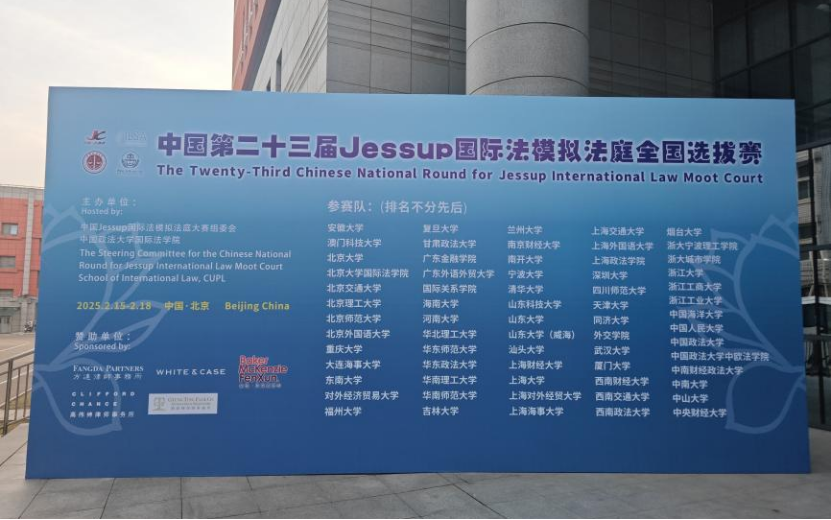 中国第二十三届Jessup国际法模拟法庭全国选拔赛
The Twenty-Third Chinese National Round for Jessup International Law Moot Court
主办单位：
Hosted by:
中国Jessup国际法模拟法庭大赛组委会
中国政法大学国际法学院
The Steering Committee for the Chinese National
Round for Jessup International Law Moot Court
School of International Law, CUPL
2025.2.15-2.18 中国·北京 Beijing China
赞助单位：
Sponsored by:
FANGDA PARTNERS
方達律師事務所
WHITE & CASE
Baker
McKenzie
FenXun
CLIFFORD
CHANCE
高伟绅律师事务所
参赛队：(排名不分先后)
安徽大学
澳门科技大学
北京大学
北京大学国际法学院
北京交通大学
北京理工大学
北京师范大学
北京外国语大学
重庆大学
大连海事大学
东南大学
对外经济贸易大学
福州大学
复旦大学
甘肃政法大学
广东金融学院
广东外语外贸大学
国际关系学院
海南大学
河南大学
华北理工大学
华东师范大学
华东政法大学
华南理工大学
华南师范大学
吉林大学
兰州大学
南京财经大学
南开大学
宁波大学
清华大学
山东科技大学
山东大学
山东大学（威海）
汕头大学
上海财经大学
上海大学
上海对外经贸大学
上海海事大学
上海交通大学
上海外国语大学
上海政法学院
深圳大学
四川师范大学
天津大学
同济大学
外交学院
武汉大学
厦门大学
西南财经大学
西南交通大学
西南政法大学
烟台大学
浙大宁波理工学院
浙大城市学院
浙江大学
浙江工商大学
浙江工业大学
中国海洋大学
中国人民大学
中国政法大学
中国政法大学中欧法学院
中南财经政法大学
中南大学
中山大学
中央财经大学